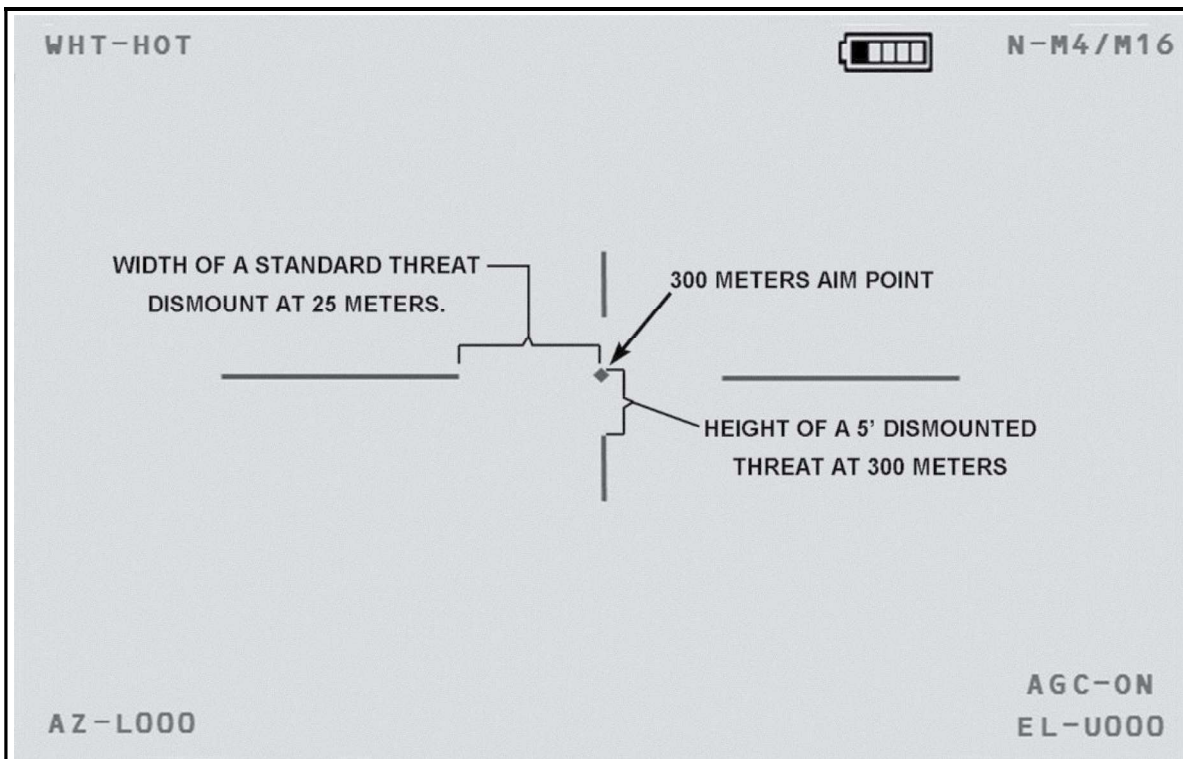 WHT-HOT
N-M4/M16
WIDTH OF A STANDARD THREAT
DISMOUNT AT 25 METERS.
300 METERS AIM POINT
HEIGHT OF A 5' DISMOUNTED
THREAT AT 300 METERS
AGC-ON
AZ-L000
EL-U000